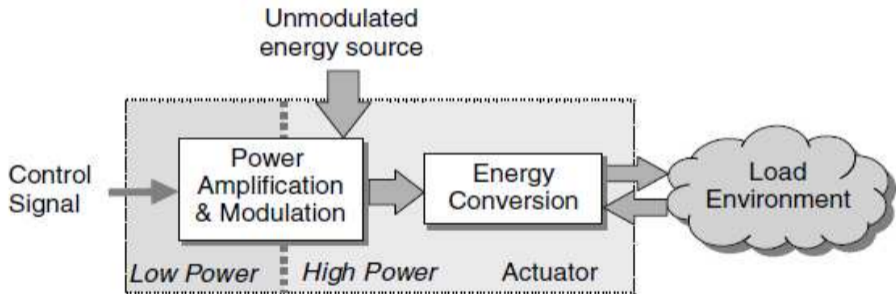 Unmodulated
energy source
Control
Signal
Power
Amplification
& Modulation
Energy
Conversion
Load
Environment
Low Power
High Power
Actuator